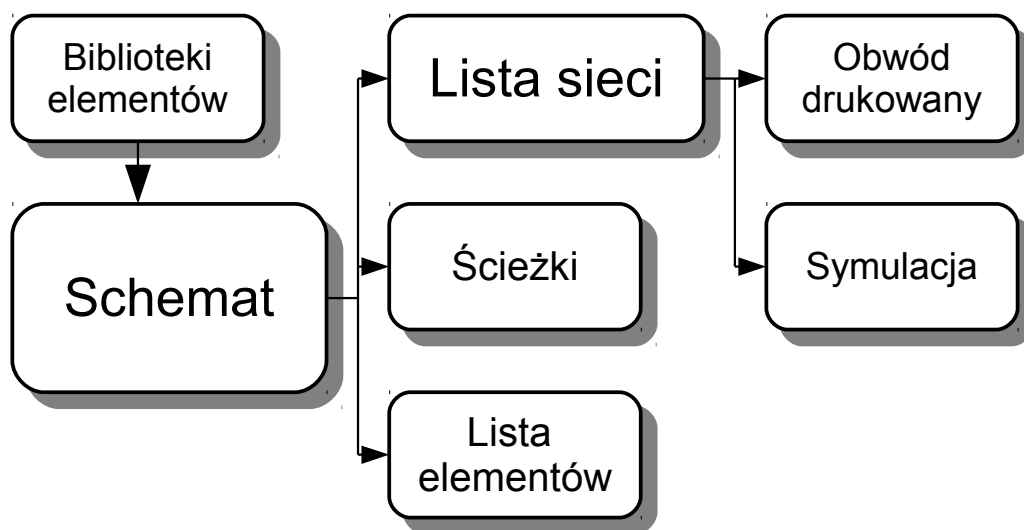 Biblioteki
elementów
Lista sieci
Obwód
drukowany
Schemat
Ścieżki
Symulacja
Lista
elementów